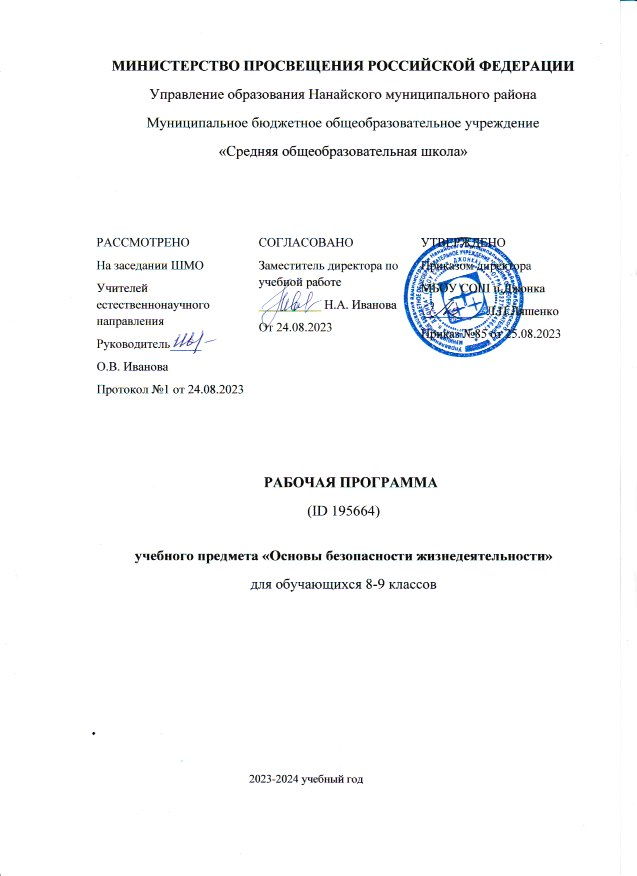 МИНИСТЕРСТВО ПРОСВЕЩЕНИЯ РОССИЙСКОЙ ФЕДЕРАЦИИ
Управление образования Нанайского муниципального района
Муниципальное бюджетное общеобразовательное учреждение
«Средняя общеобразовательная школа»
РАССМОТРЕНО
На заседании ШМО
Учителей
естественнонаучного
направления
Руководитель
О.В. Иванова
Протокол №1 от 24.08.2023
СОГЛАСОВАНО
Заместитель директора по
учебной работе
Н.А. Иванова
От 24.08.2023
УТВЕРЖДЕНО
Приказом директора
МБОУ СОШ п.Джонка
Ляшенко
Приказ №85 от 25.08.2023
РАБОЧАЯ ПРОГРАММА
(ID 195664)
учебного предмета «Основы безопасности жизнедеятельности»
для обучающихся 8-9 классов
2023-2024 учебный год